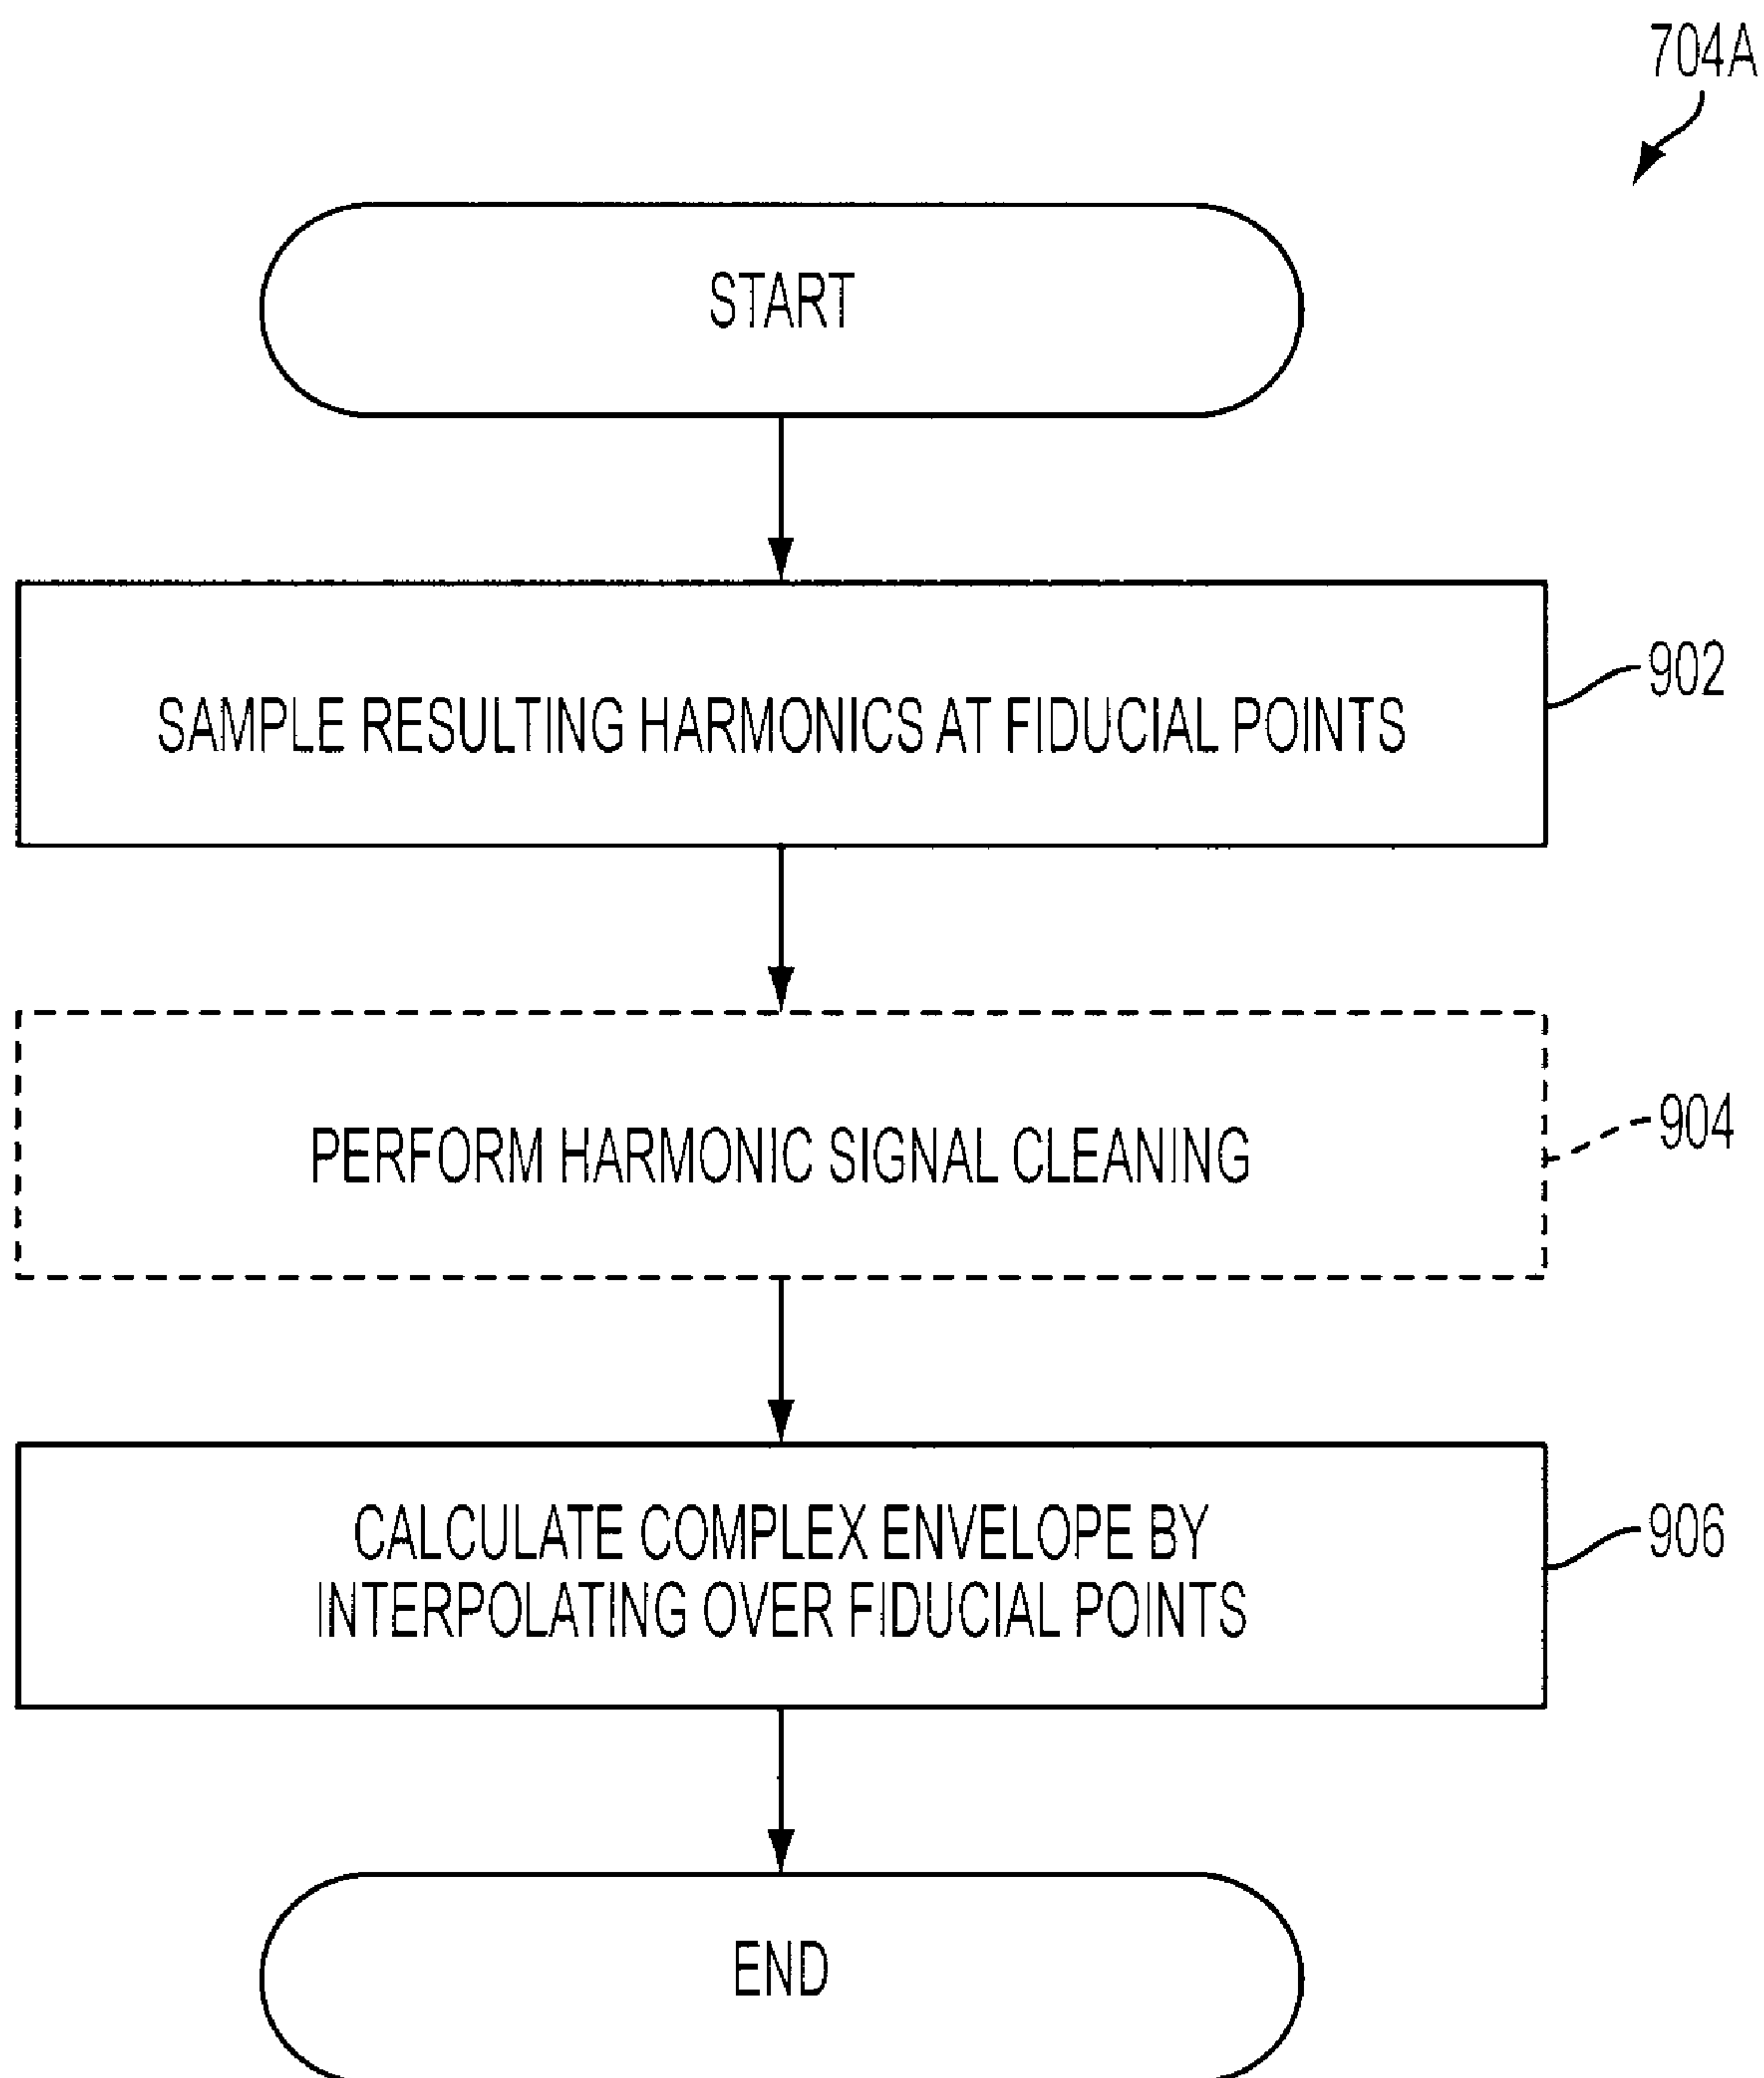 704A
START
SAMPLE RESULTING HARMONICS AT FIDUCIAL POINTS
902
PERFORM HARMONIC SIGNAL CLEANING
904
CALCULATE COMPLEX ENVELOPE BY
INTERPOLATING OVER FIDUCIAL POINTS
906
END